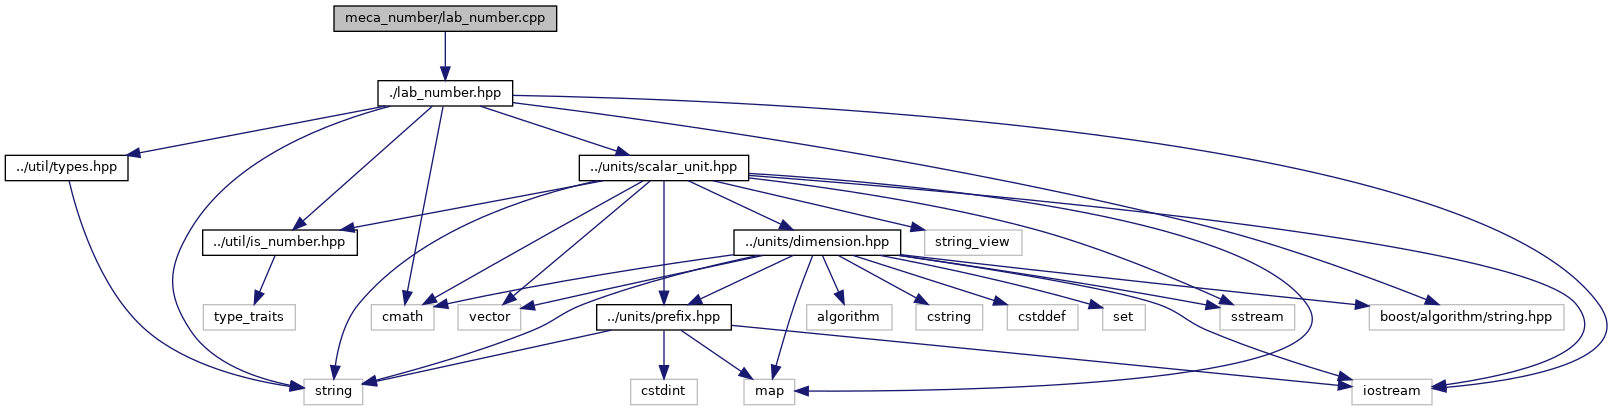 meca_number/lab_number.cpp
./lab_number.hpp
../util/types.hpp
../units/scalar_unit.hpp
../util/is_number.hpp
../units/dimension.hpp
string_view
type_traits
cmath
vector
../units/prefix.hpp
algorithm
cstring
cstddef
set
sstream
boost/algorithm/string.hpp
string
cstdint
map
iostream